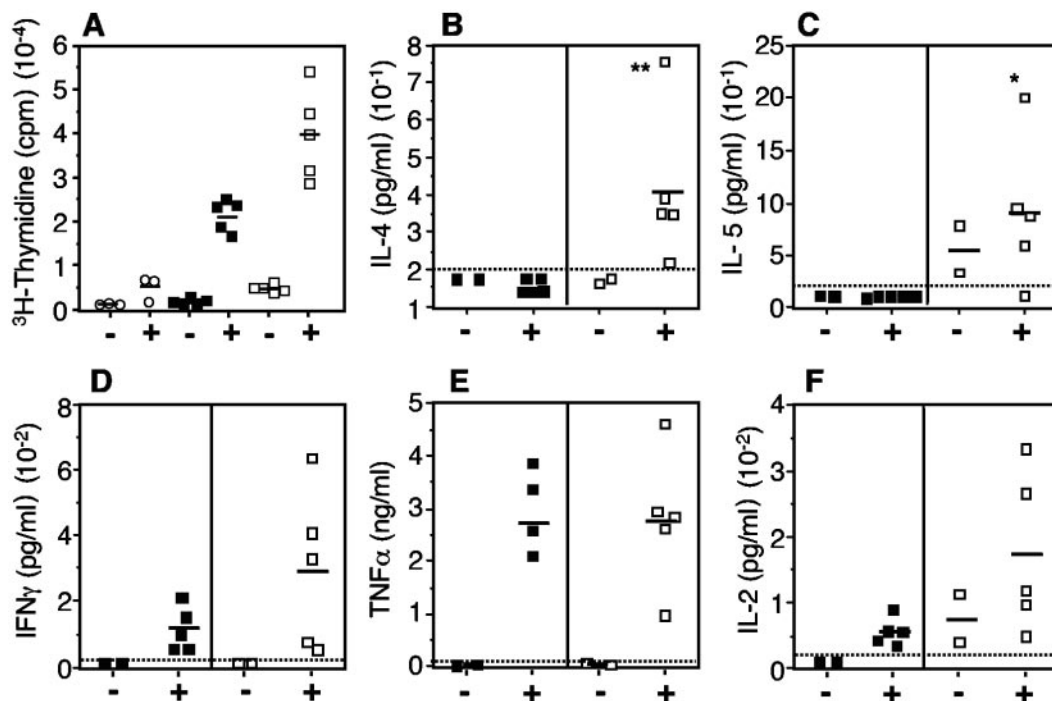 A
³H-Thymidine (cpm) (10⁻⁴)
6
5
4
3
2
1
0
- + - + - +
B
IL-4 (pg/ml) (10⁻¹)
8
7
6
5
4
3
2
1
**
- + - +
C
IL- 5 (pg/ml) (10⁻¹)
25
20
15
10
5
0
*
- + - +
D
IFNγ (pg/ml) (10⁻²)
8
6
4
2
0
- + - +
E
TNFα (ng/ml)
5
4
3
2
1
0
- + - +
F
IL-2 (pg/ml) (10⁻²)
4
3
2
1
0
- + - +